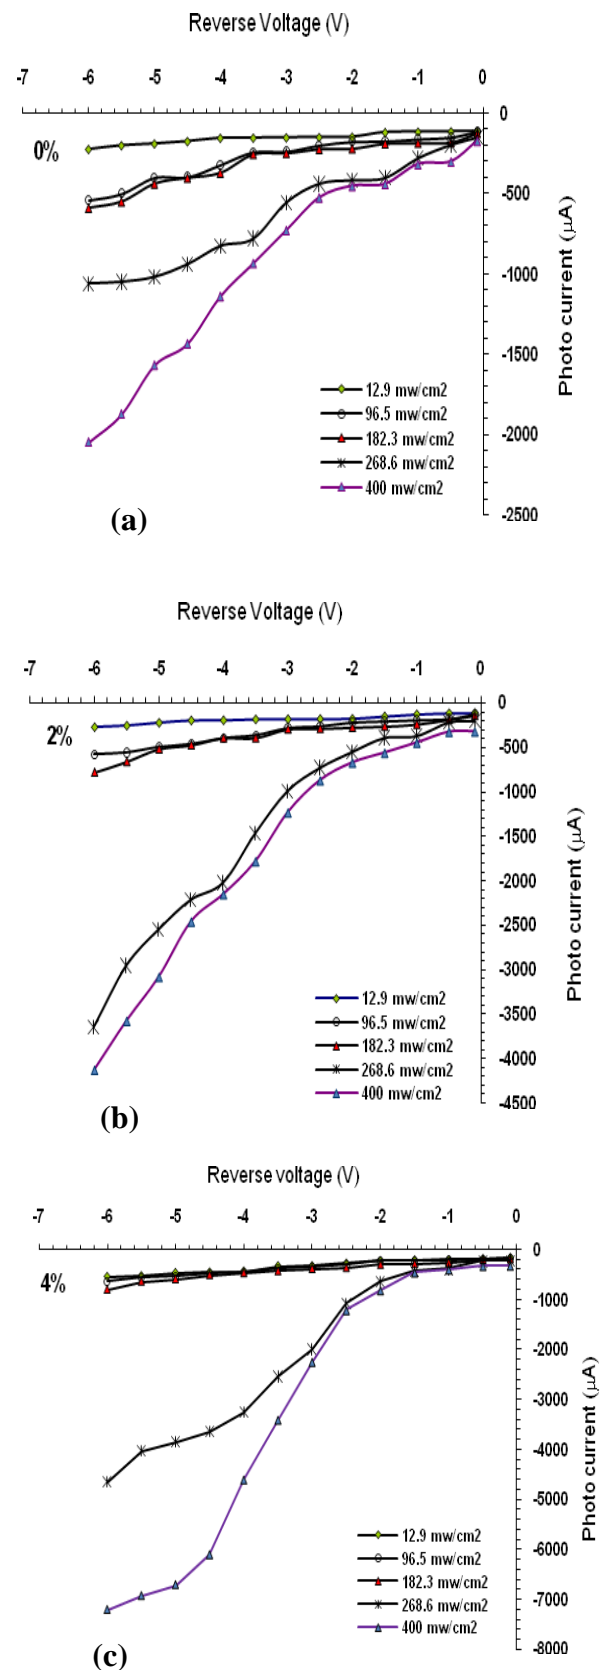 Reverse Voltage (V)
-7 -6 -5 -4 -3 -2 -1 0
0
-500
-1000
-1500
-2000
-2500
Photo current (µA)
0%
12.9 mw/cm2
96.5 mw/cm2
182.3 mw/cm2
268.6 mw/cm2
400 mw/cm2
(a)
Reverse Voltage (V)
-7 -6 -5 -4 -3 -2 -1 0
0
-500
-1000
-1500
-2000
-2500
-3000
-3500
-4000
-4500
Photo current (µA)
2%
12.9 mw/cm2
96.5 mw/cm2
182.3 mw/cm2
268.6 mw/cm2
400 mw/cm2
(b)
Reverse voltage (V)
-7 -6 -5 -4 -3 -2 -1 0
0
-1000
-2000
-3000
-4000
-5000
-6000
-7000
-8000
Photo current (µA)
4%
12.9 mw/cm2
96.5 mw/cm2
182.3 mw/cm2
268.6 mw/cm2
400 mw/cm2
(c)